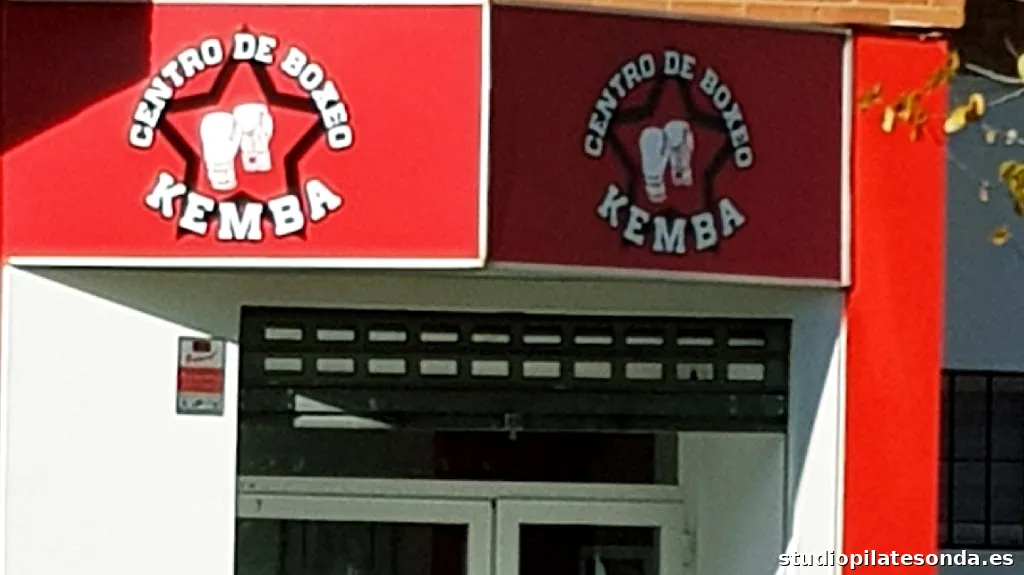 CENTRO DE BOXEO
KEMBA
CENTRO DE BOXEO
KEMBA
studiopilatesonda.es